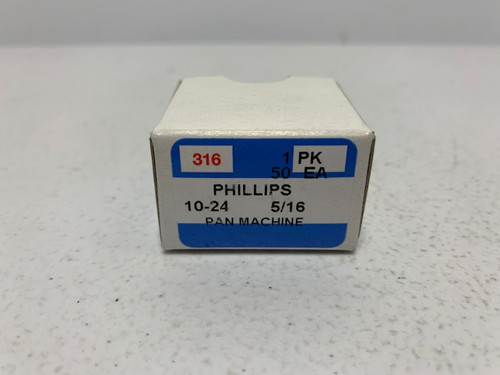 316 1 PK
50 EA
PHILLIPS
10-24 5/16
PAN MACHINE